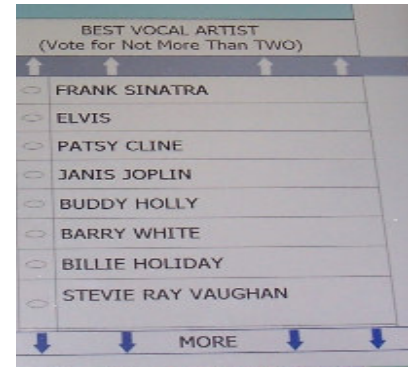 BEST VOCAL ARTIST
(Vote for Not More Than TWO)
FRANK SINATRA
ELVIS
PATSY CLINE
JANIS JOPLIN
BUDDY HOLLY
BARRY WHITE
BILLIE HOLIDAY
STEVIE RAY VAUGHAN
MORE